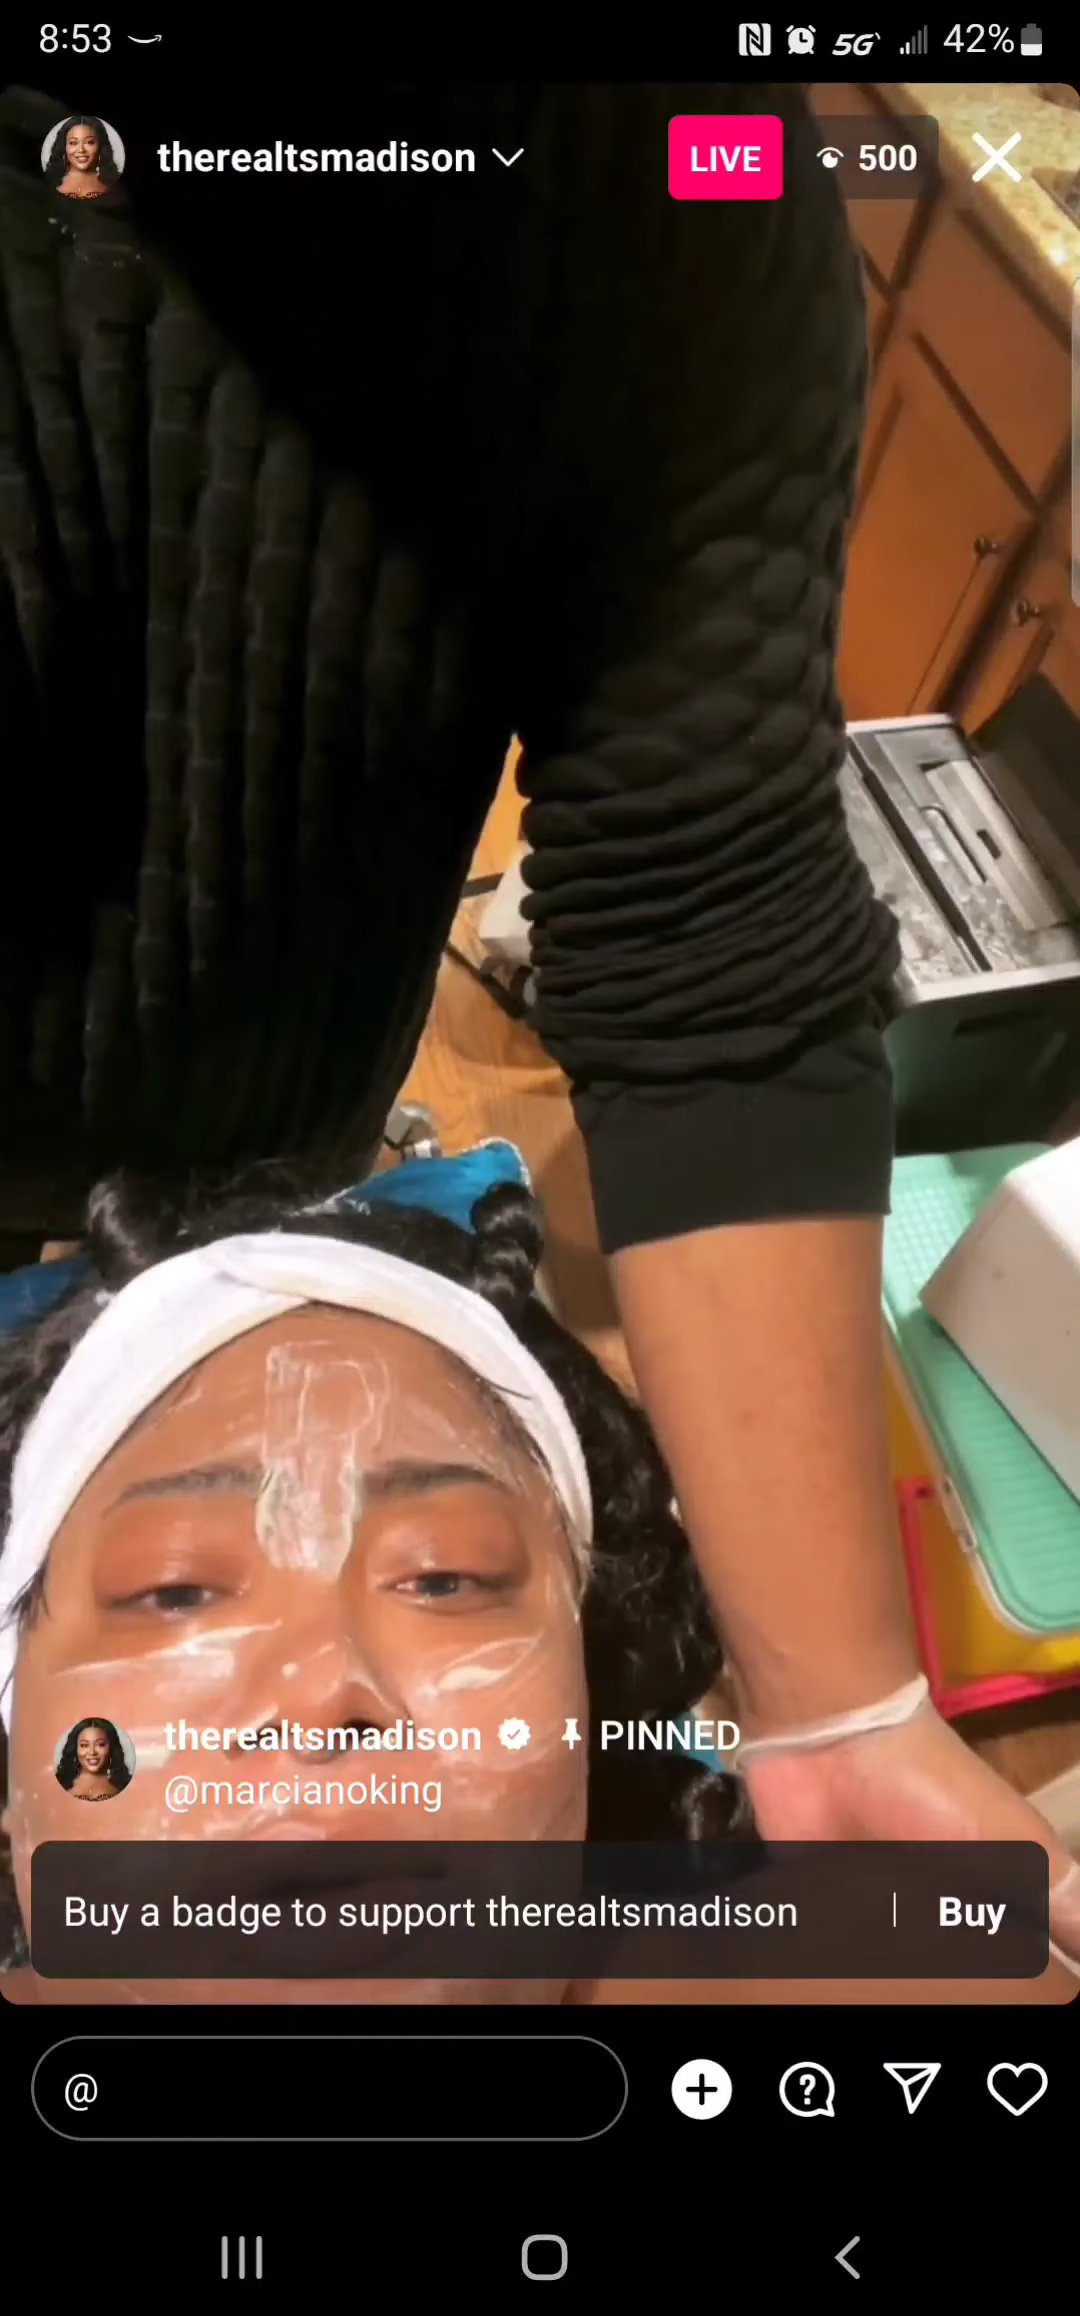 8:53 5G 42%
therealtsmadison LIVE 500
therealtsmadison PINNED
@marcianoking
Buy a badge to support therealtsmadison | Buy
@